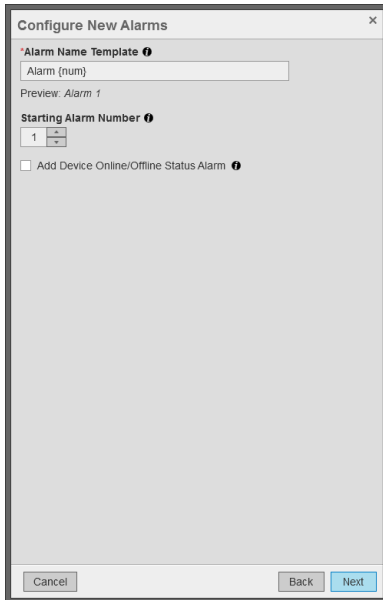 Configure New Alarms ×
*Alarm Name Template i
Alarm {num}
Preview: Alarm 1
Starting Alarm Number i
1
Add Device Online/Offline Status Alarm i
Cancel Back Next